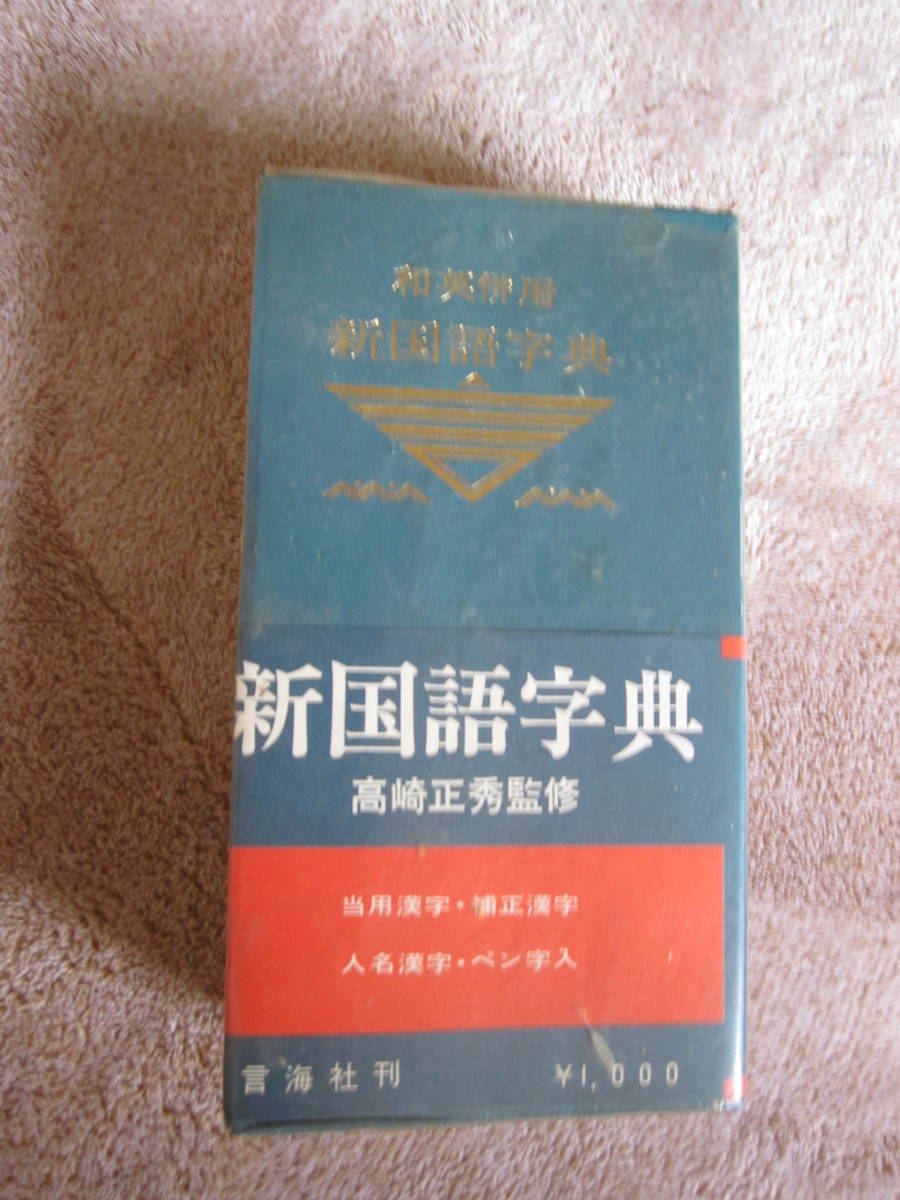 和英併用
新国語字典
新国語字典
高崎正秀監修
当用漢字・補正漢字
人名漢字・ペン字入
言海社刊
¥1,000